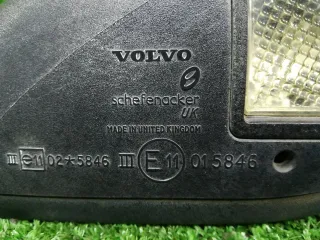 VOLVO
schefenacker
UK
MADE IN UNITED KINGDOM
III e11 02*5846 III E11 015846